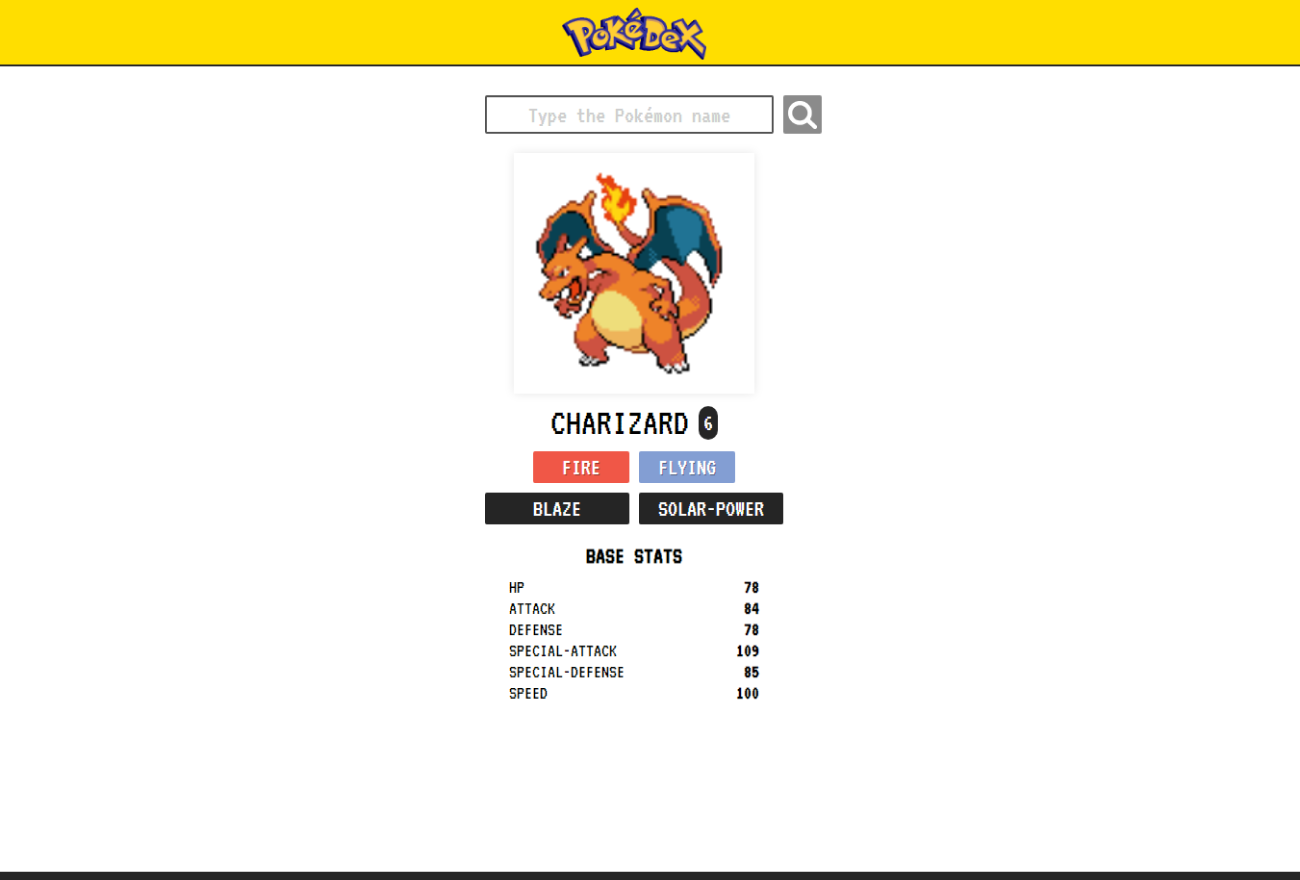 PokéDex
Type the Pokémon name
CHARIZARD 6
FIRE FLYING
BLAZE SOLAR-POWER
BASE STATS
HP 78
ATTACK 84
DEFENSE 78
SPECIAL-ATTACK 109
SPECIAL-DEFENSE 85
SPEED 100